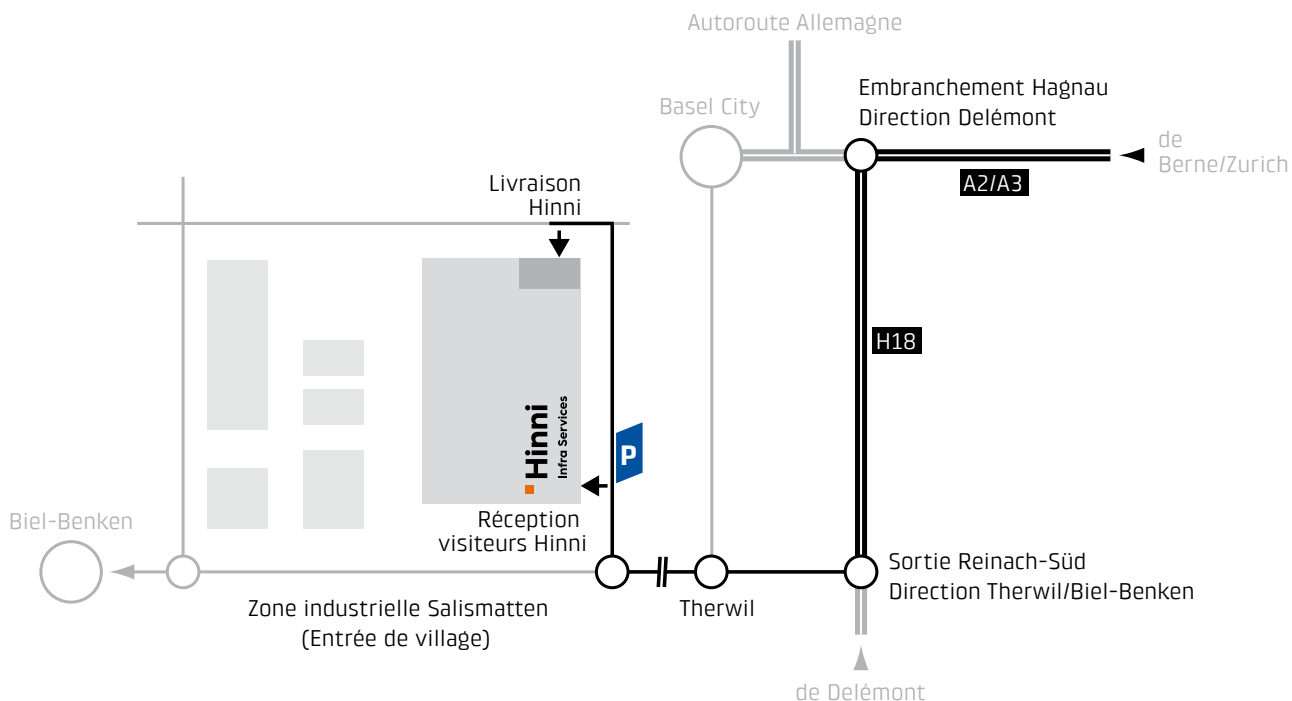 Autoroute Allemagne
Embranchement Hagnau
Direction Delémont
Basel City
de
Berne/Zurich
A2/A3
Livraison
Hinni
H18
Hinni
Infra Services
P
Réception
visiteurs Hinni
Biel-Benken
Sortie Reinach-Süd
Direction Therwil/Biel-Benken
Zone industrielle Salismatten
(Entrée de village)
Therwil
de Delémont